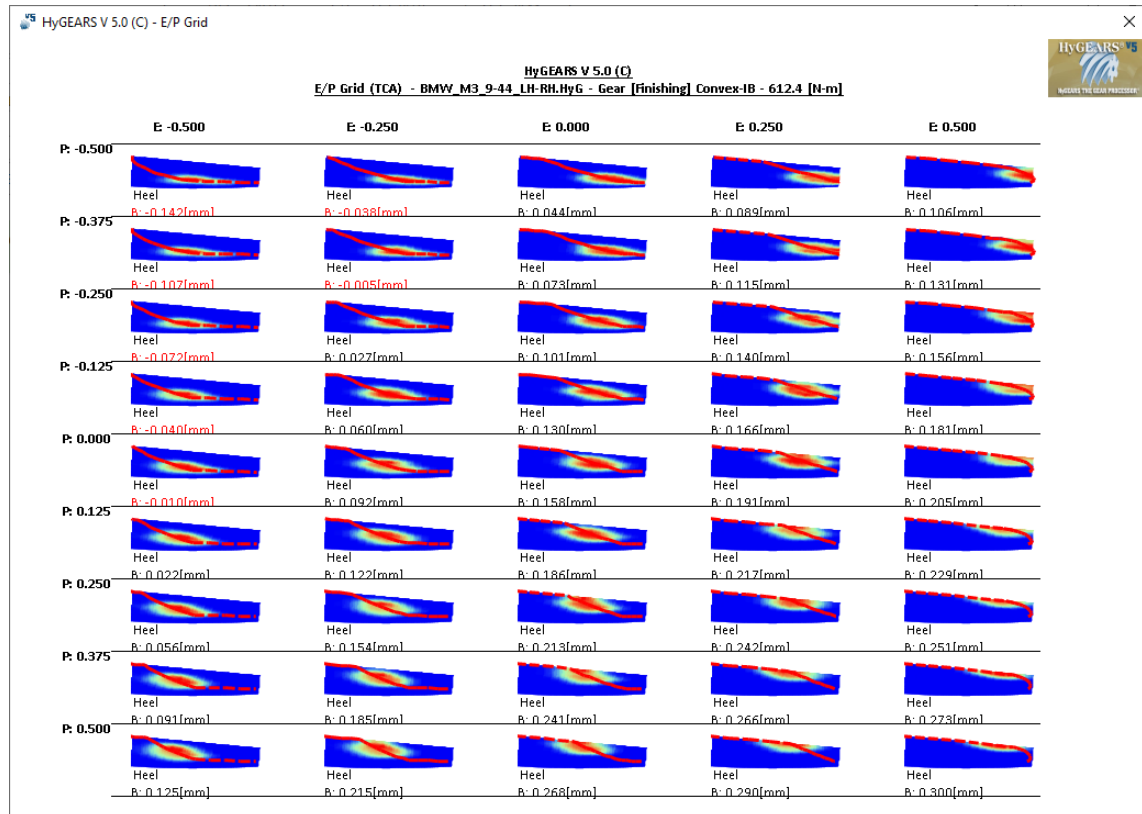 HyGEARS V 5.0 (C) - E/P Grid
HyGEARS V5
HyGEARS THE GEAR PROCESSOR
HyGEARS V 5.0 (C)
E/P Grid (TCA) - BMW_M3_9-44_LH-RH.HyG - Gear [Finishing] Convex-IB - 612.4 [N-m]
E: -0.500 E: -0.250 E: 0.000 E: 0.250 E: 0.500
P: -0.500
Heel Heel Heel Heel Heel
B: -0.142[mm] B: -0.038[mm] B: 0.044[mm] B: 0.089[mm] B: 0.106[mm]
P: -0.375
Heel Heel Heel Heel Heel
B: -0.107[mm] B: -0.005[mm] B: 0.073[mm] B: 0.115[mm] B: 0.131[mm]
P: -0.250
Heel Heel Heel Heel Heel
B: -0.072[mm] B: 0.027[mm] B: 0.101[mm] B: 0.140[mm] B: 0.156[mm]
P: -0.125
Heel Heel Heel Heel Heel
B: -0.040[mm] B: 0.060[mm] B: 0.130[mm] B: 0.166[mm] B: 0.181[mm]
P: 0.000
Heel Heel Heel Heel Heel
B: -0.010[mm] B: 0.092[mm] B: 0.158[mm] B: 0.191[mm] B: 0.205[mm]
P: 0.125
Heel Heel Heel Heel Heel
B: 0.022[mm] B: 0.122[mm] B: 0.186[mm] B: 0.217[mm] B: 0.229[mm]
P: 0.250
Heel Heel Heel Heel Heel
B: 0.056[mm] B: 0.154[mm] B: 0.213[mm] B: 0.242[mm] B: 0.251[mm]
P: 0.375
Heel Heel Heel Heel Heel
B: 0.091[mm] B: 0.185[mm] B: 0.241[mm] B: 0.266[mm] B: 0.273[mm]
P: 0.500
Heel Heel Heel Heel Heel
B: 0.125[mm] B: 0.215[mm] B: 0.268[mm] B: 0.290[mm] B: 0.300[mm]